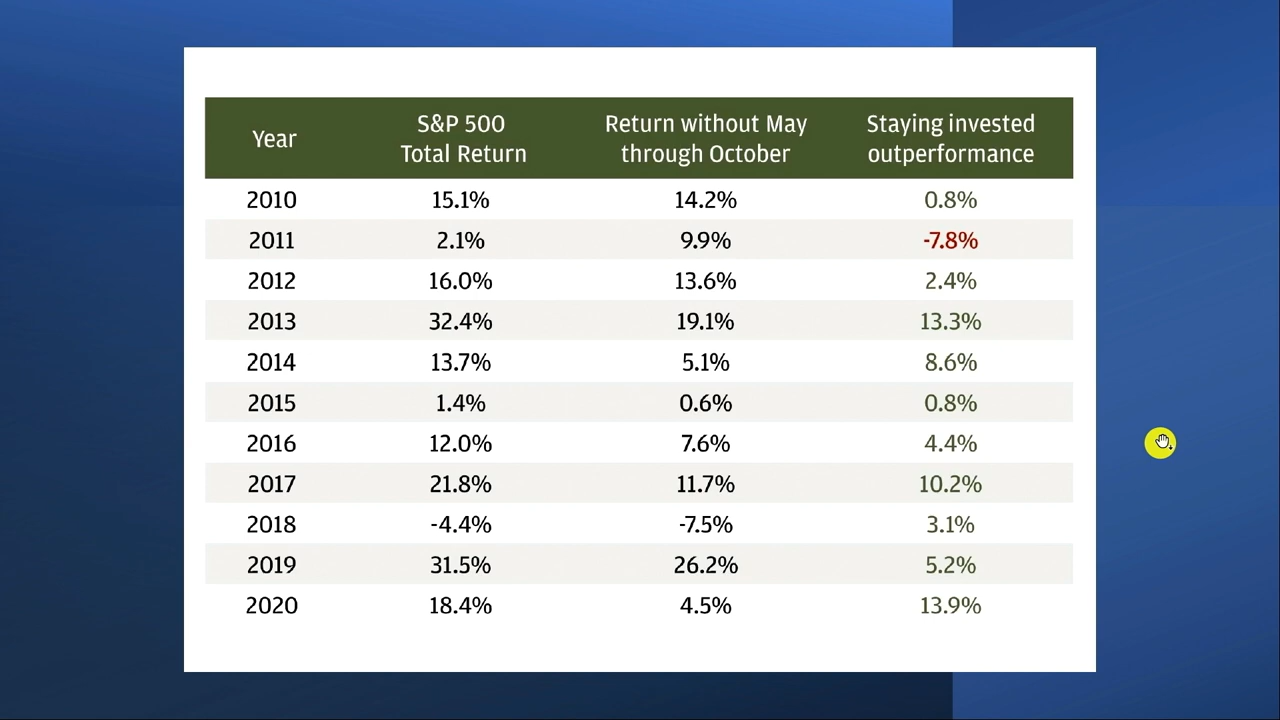 Year S&P 500 Total Return Return without May through October Staying invested outperformance
2010 15.1% 14.2% 0.8%
2011 2.1% 9.9% -7.8%
2012 16.0% 13.6% 2.4%
2013 32.4% 19.1% 13.3%
2014 13.7% 5.1% 8.6%
2015 1.4% 0.6% 0.8%
2016 12.0% 7.6% 4.4%
2017 21.8% 11.7% 10.2%
2018 -4.4% -7.5% 3.1%
2019 31.5% 26.2% 5.2%
2020 18.4% 4.5% 13.9%